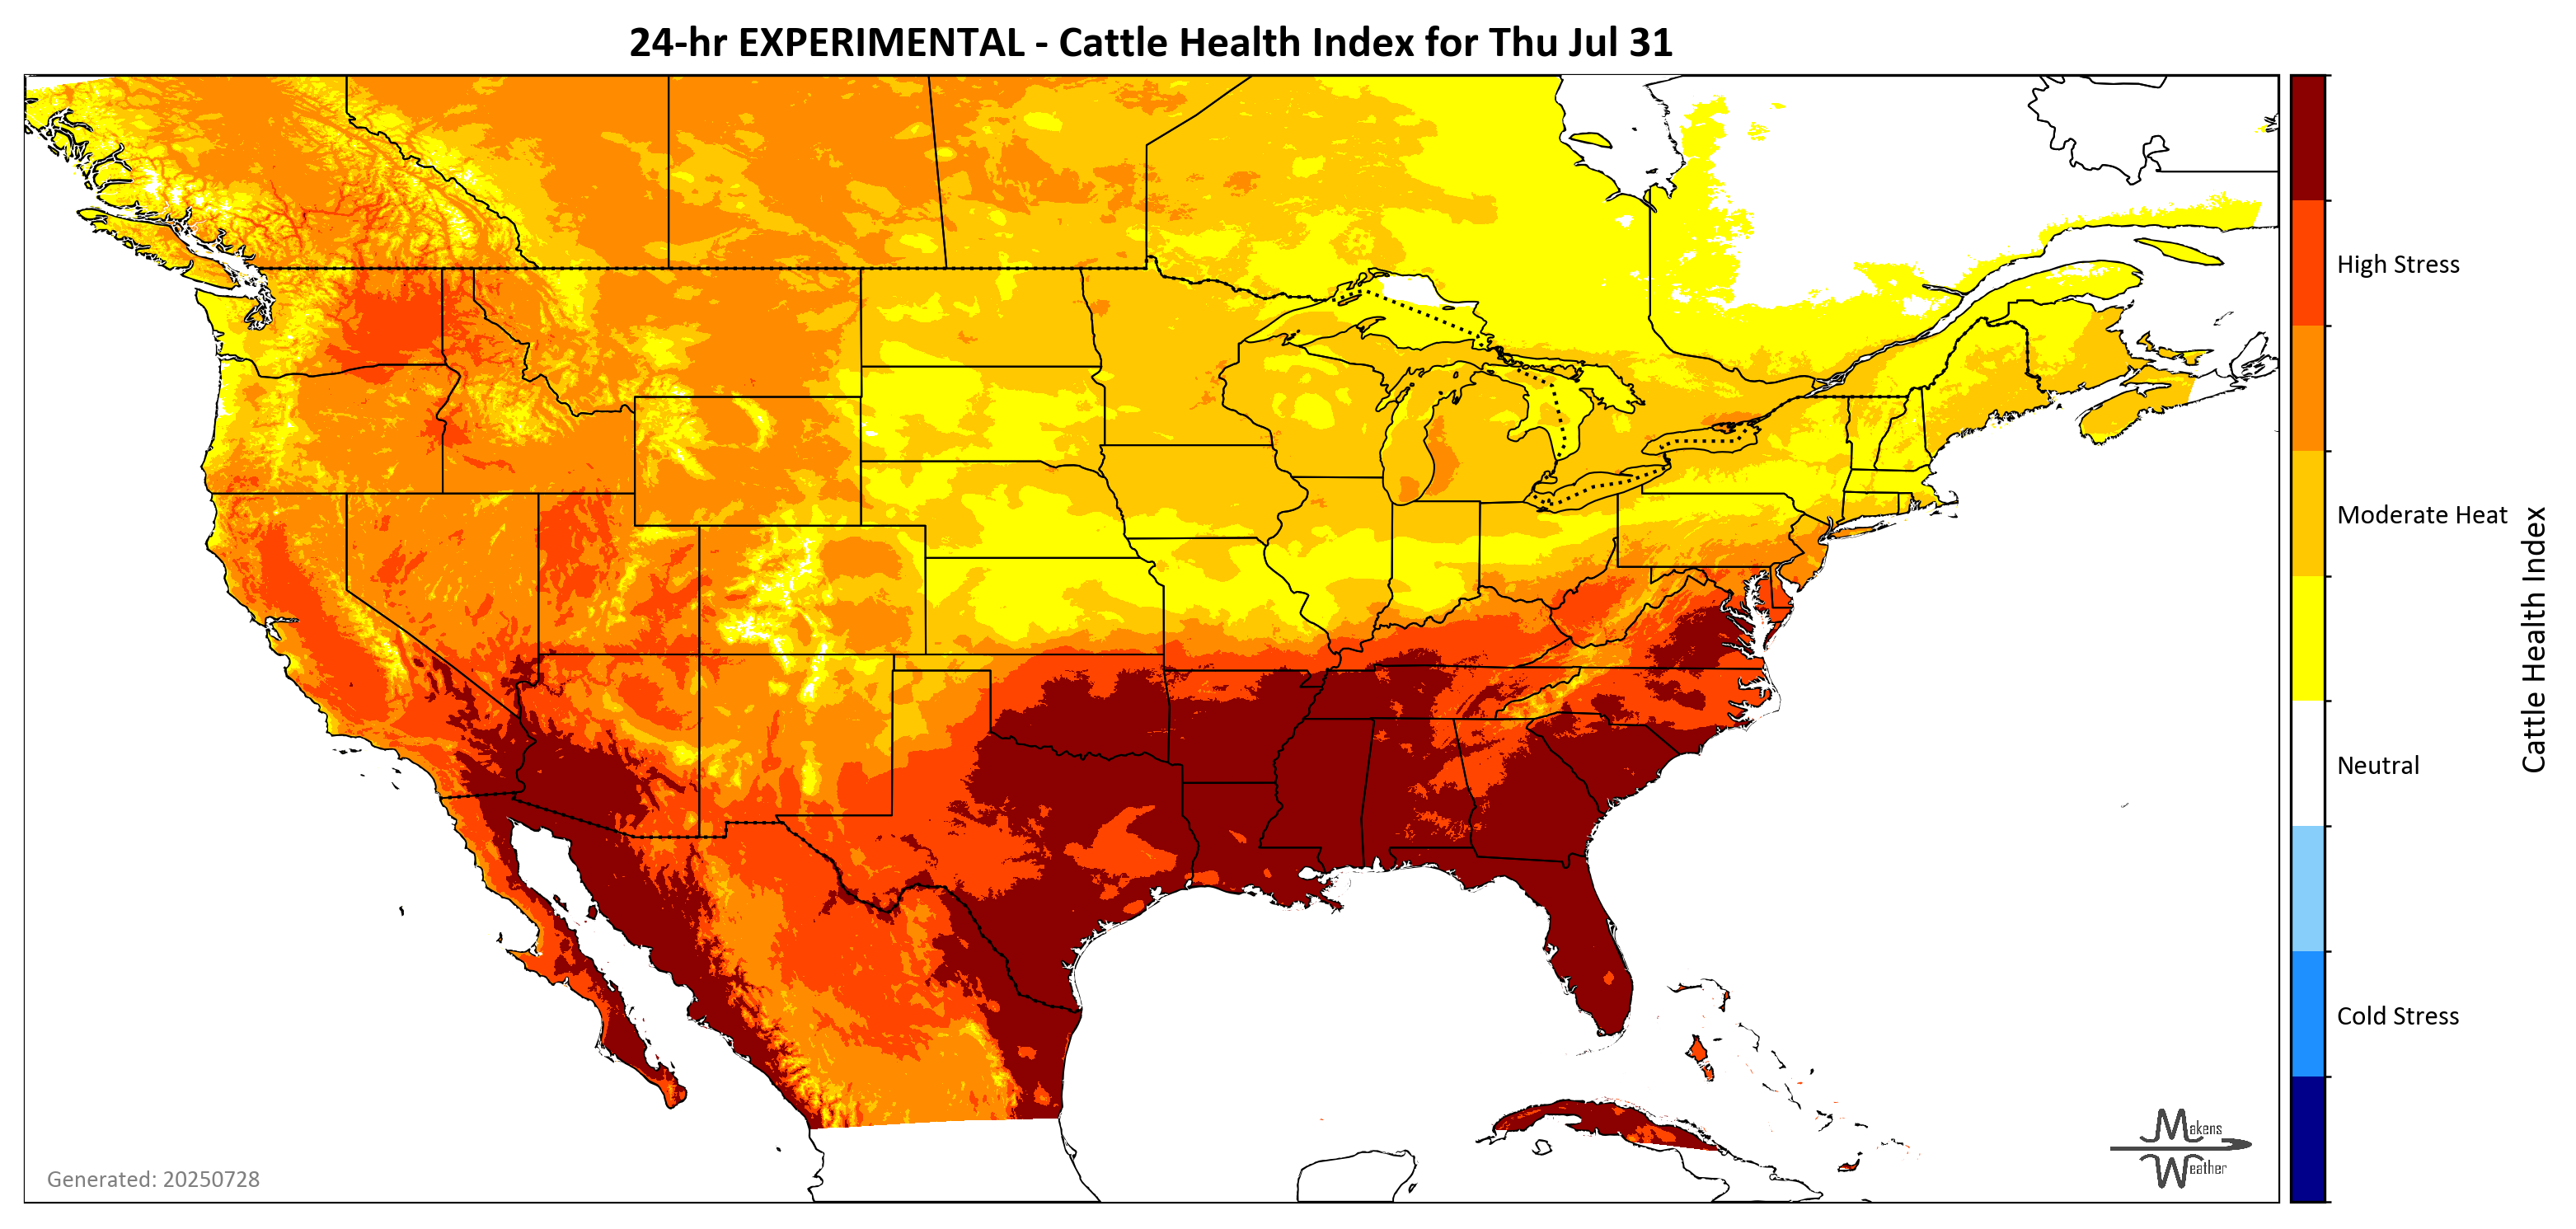 24-hr EXPERIMENTAL - Cattle Health Index for Thu Jul 31
High Stress
Moderate Heat
Neutral
Cold Stress
Cattle Health Index
Generated: 20250728
Makens
Weather